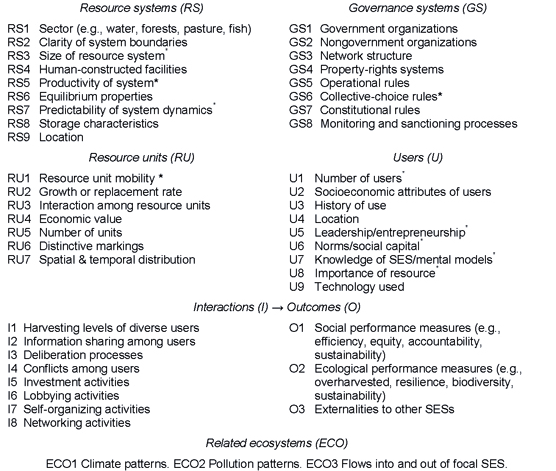 Resource systems (RS)
RS1 Sector (e.g., water, forests, pasture, fish)
RS2 Clarity of system boundaries
RS3 Size of resource system*
RS4 Human-constructed facilities
RS5 Productivity of system*
RS6 Equilibrium properties
RS7 Predictability of system dynamics*
RS8 Storage characteristics
RS9 Location
Governance systems (GS)
GS1 Government organizations
GS2 Nongovernment organizations
GS3 Network structure
GS4 Property-rights systems
GS5 Operational rules
GS6 Collective-choice rules*
GS7 Constitutional rules
GS8 Monitoring and sanctioning processes
Resource units (RU)
RU1 Resource unit mobility *
RU2 Growth or replacement rate
RU3 Interaction among resource units
RU4 Economic value
RU5 Number of units
RU6 Distinctive markings
RU7 Spatial & temporal distribution
Users (U)
U1 Number of users*
U2 Socioeconomic attributes of users
U3 History of use
U4 Location
U5 Leadership/entrepreneurship*
U6 Norms/social capital*
U7 Knowledge of SES/mental models*
U8 Importance of resource*
U9 Technology used
Interactions (I) → Outcomes (O)
I1 Harvesting levels of diverse users
I2 Information sharing among users
I3 Deliberation processes
I4 Conflicts among users
I5 Investment activities
I6 Lobbying activities
I7 Self-organizing activities
I8 Networking activities
O1 Social performance measures (e.g.,
efficiency, equity, accountability,
sustainability)
O2 Ecological performance measures (e.g.,
overharvested, resilience, biodiversity,
sustainability)
O3 Externalities to other SESs
Related ecosystems (ECO)
ECO1 Climate patterns. ECO2 Pollution patterns. ECO3 Flows into and out of focal SES.